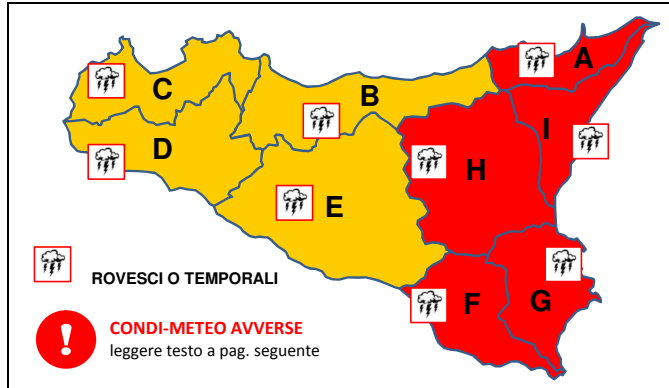 A
C
B
I
D
H
E
ROVESCI O TEMPORALI
F
G
CONDI-METEO AVVERSE
leggere testo a pag. seguente
!